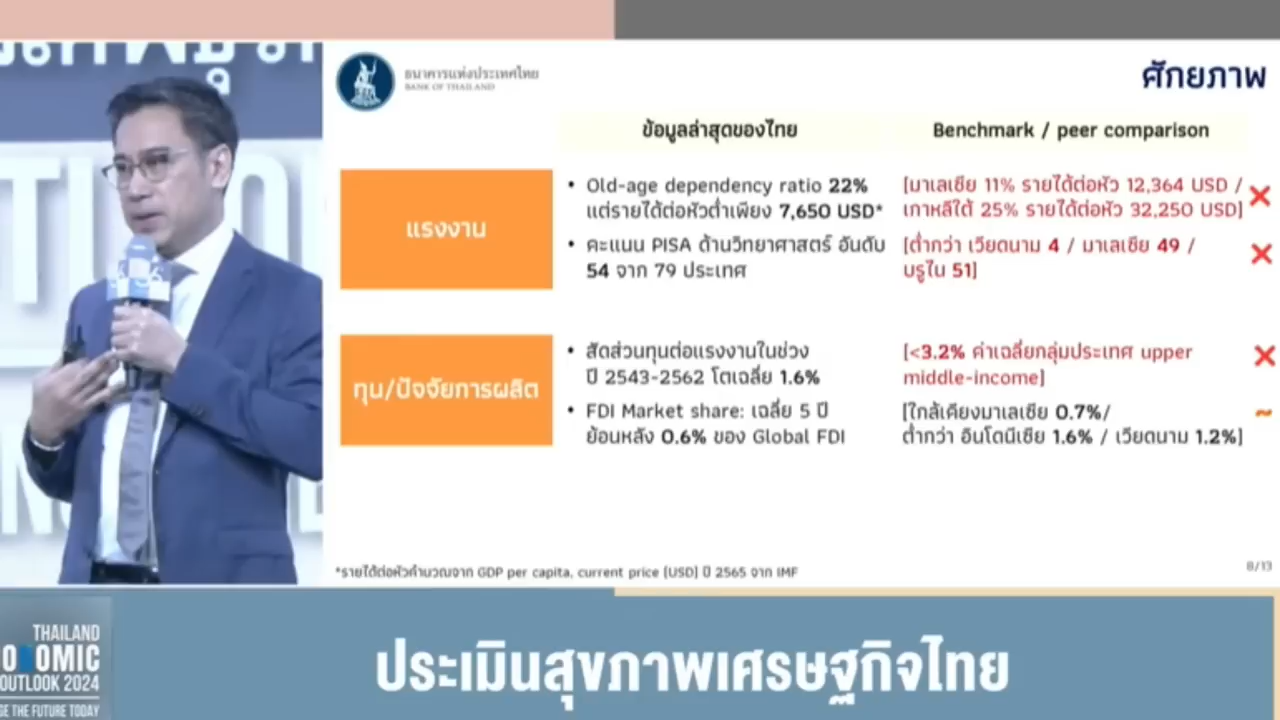 ธนาคารแห่งประเทศไทย
BANK OF THAILAND
ศักยภาพ
ข้อมูลล่าสุดของไทย
Benchmark / peer comparison
แรงงาน
• Old-age dependency ratio 22%
แต่รายได้ต่อหัวต่ำเพียง 7,650 USD*
[มาเลเซีย 11% รายได้ต่อหัว 12,364 USD /
เกาหลีใต้ 25% รายได้ต่อหัว 32,250 USD]
• คะแนน PISA ด้านวิทยาศาสตร์ อันดับ
54 จาก 79 ประเทศ
[ต่ำกว่า เวียดนาม 4 / มาเลเซีย 49 /
บรูไน 51]
ทุน/ปัจจัยการผลิต
• สัดส่วนทุนต่อแรงงานในช่วง
ปี 2543-2562 โตเฉลี่ย 1.6%
[<3.2% ค่าเฉลี่ยกลุ่มประเทศ upper
middle-income]
• FDI Market share: เฉลี่ย 5 ปี
ย้อนหลัง 0.6% ของ Global FDI
[ใกล้เคียงมาเลเซีย 0.7%/
ต่ำกว่า อินโดนีเซีย 1.6% / เวียดนาม 1.2%]
~
*รายได้ต่อหัวคำนวณจาก GDP per capita, current price (USD) ปี 2565 จาก IMF
8/13
THAILAND
ONOMIC
OUTLOOK 2024
GE THE FUTURE TODAY
ประเมินสุขภาพเศรษฐกิจไทย